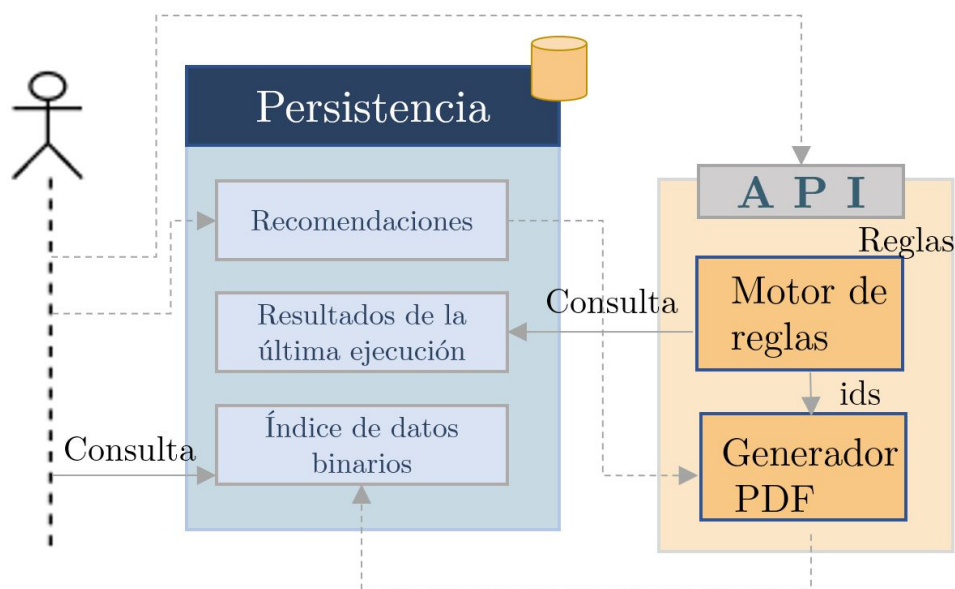 Persistencia
Recomendaciones
Resultados de la
última ejecución
Índice de datos
binarios
Consulta
Consulta
A P I
Reglas
Motor de
reglas
ids
Generador
PDF